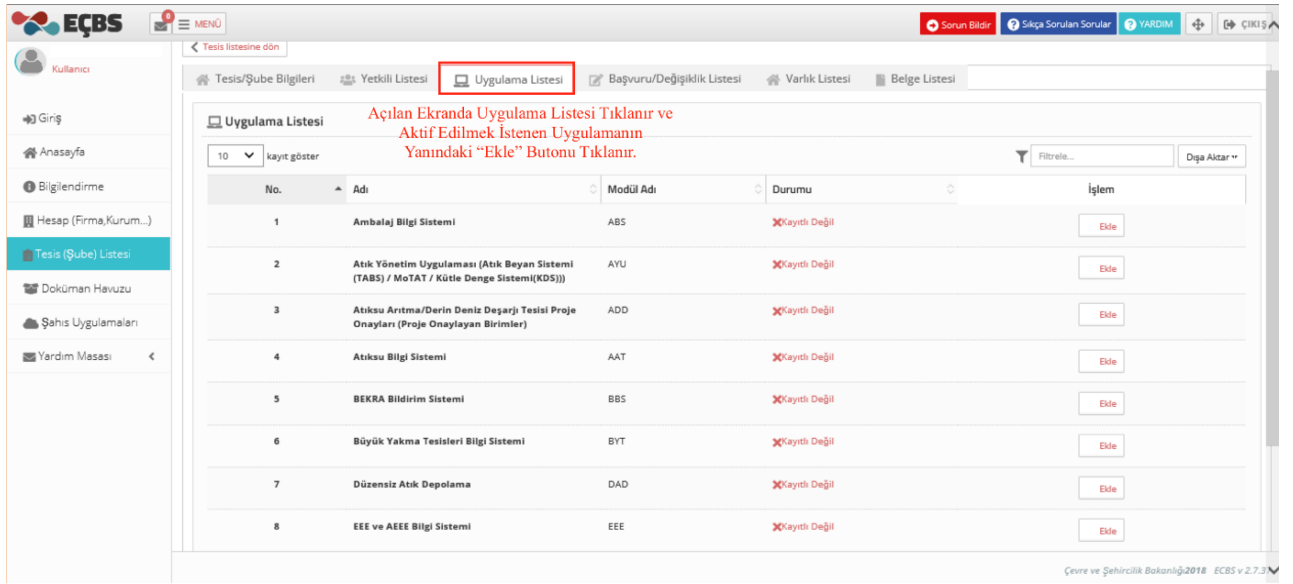 EÇBS
0
MENÜ
Sorun Bildir
Sıkça Sorulan Sorular
YARDIM
ÇIKIŞ
Kullanıcı
Tesis listesine dön
Tesis/Şube Bilgileri
Yetkili Listesi
Uygulama Listesi
Başvuru/Değişiklik Listesi
Varlık Listesi
Belge Listesi
Giriş
Anasayfa
Bilgilendirme
Hesap (Firma,Kurum...)
Tesis (Şube) Listesi
Doküman Havuzu
Şahıs Uygulamaları
Yardım Masası
Uygulama Listesi
Açılan Ekranda Uygulama Listesi Tıklanır ve
Aktif Edilmek İstenen Uygulamanın
Yanındaki “Ekle” Butonu Tıklanır.
10 kayıt göster
Filtrele...
Dışa Aktar
No. Adı Modül Adı Durumu İşlem
1 Ambalaj Bilgi Sistemi ABS Kayıtlı Değil Ekle
2 Atık Yönetim Uygulaması (Atık Beyan Sistemi AYU Kayıtlı Değil Ekle
(TABS) / MoTAT / Kütle Denge Sistemi(KDS)))
3 Atıksu Arıtma/Derin Deniz Deşarjı Tesisi Proje ADD Kayıtlı Değil Ekle
Onayları (Proje Onaylayan Birimler)
4 Atıksu Bilgi Sistemi AAT Kayıtlı Değil Ekle
5 BEKRA Bildirim Sistemi BBS Kayıtlı Değil Ekle
6 Büyük Yakma Tesisleri Bilgi Sistemi BYT Kayıtlı Değil Ekle
7 Düzensiz Atık Depolama DAD Kayıtlı Değil Ekle
8 EEE ve AEEE Bilgi Sistemi EEE Kayıtlı Değil Ekle
Çevre ve Şehircilik Bakanlığı2018 ECBS v 2.7.3